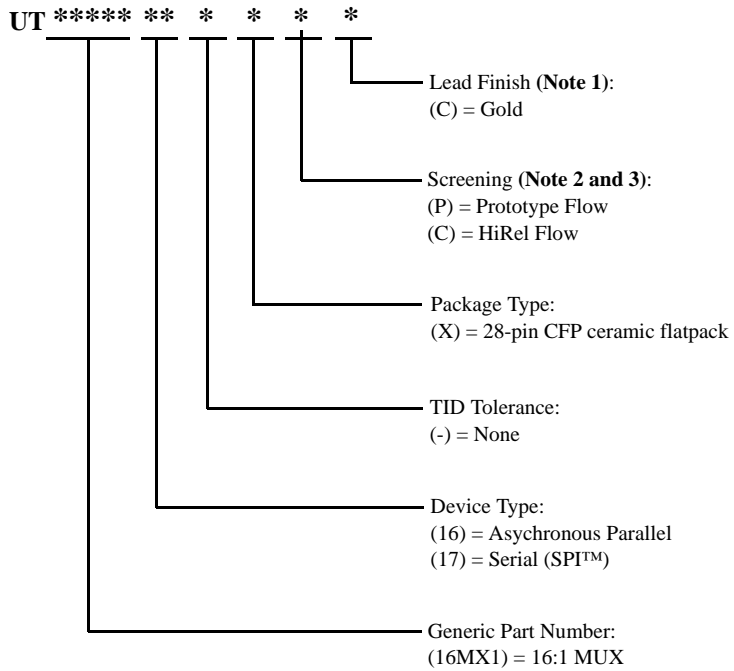 UT ***** ** * * * *
Lead Finish (Note 1):
(C) = Gold
Screening (Note 2 and 3):
(P) = Prototype Flow
(C) = HiRel Flow
Package Type:
(X) = 28-pin CFP ceramic flatpack
TID Tolerance:
(-) = None
Device Type:
(16) = Asychronous Parallel
(17) = Serial (SPI™)
Generic Part Number:
(16MX1) = 16:1 MUX